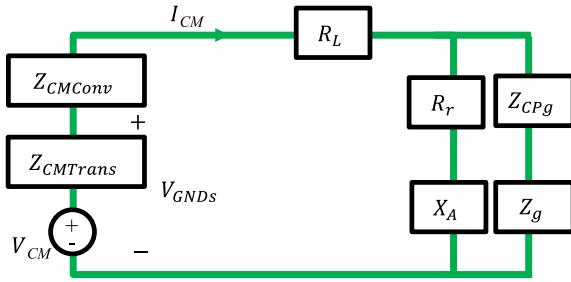 I_CM
R_L
Z_CMConv
+
Z_CMTrans
V_GNDs
+
-
V_CM
−
R_r
Z_CPg
X_A
Z_g